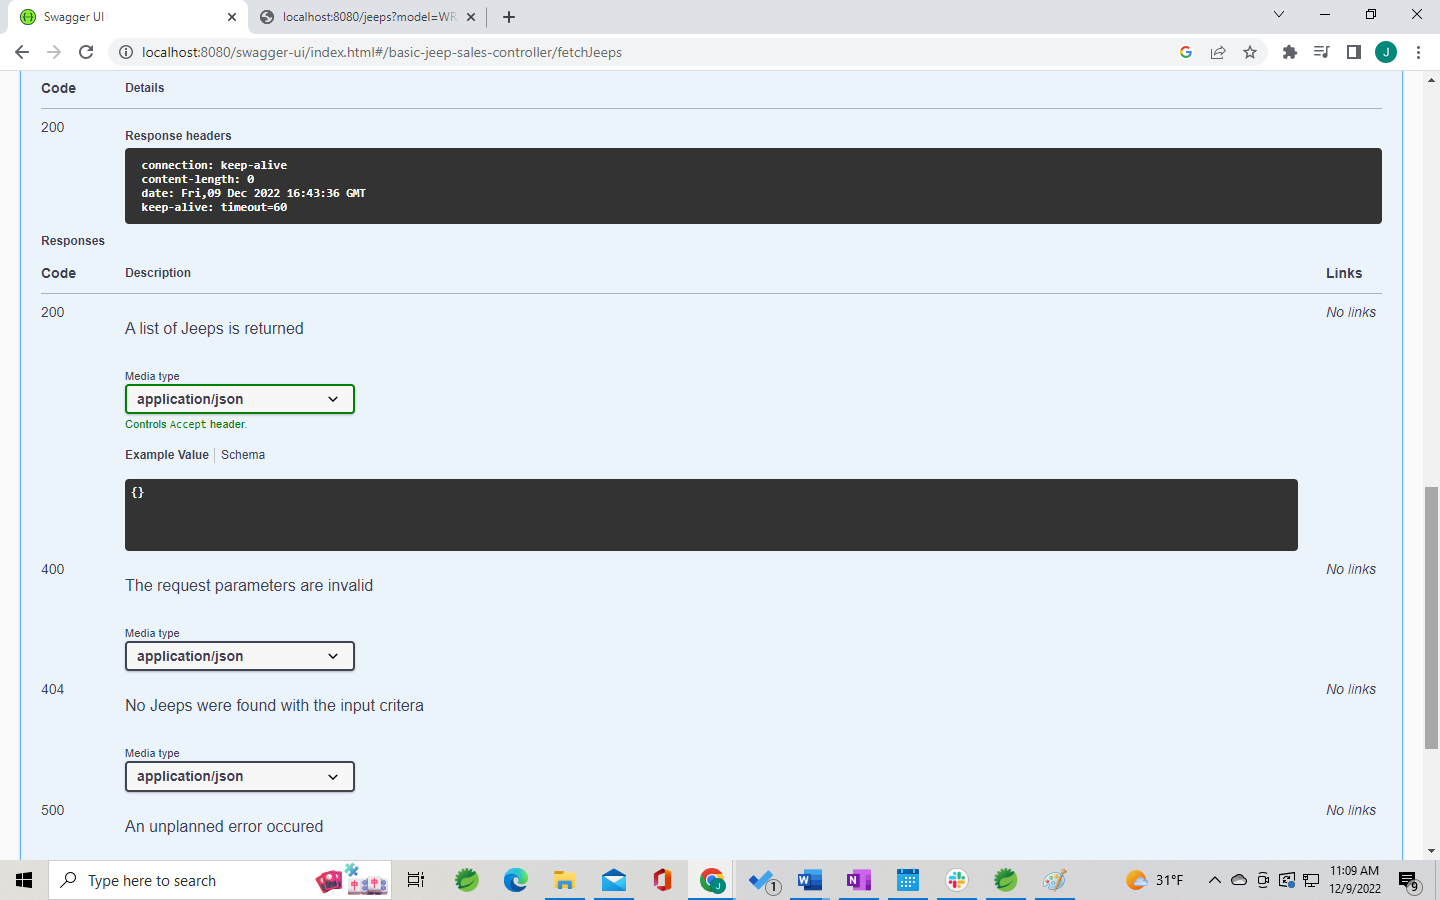 Swagger UI
localhost:8080/jeeps?model=WR
localhost:8080/swagger-ui/index.html#/basic-jeep-sales-controller/fetchJeeps
J
Code Details
200
Response headers
connection: keep-alive
content-length: 0
date: Fri,09 Dec 2022 16:43:36 GMT
keep-alive: timeout=60
Responses
Code Description Links
200 No links
A list of Jeeps is returned
Media type
application/json
Controls Accept header.
Example Value Schema
{}
400 No links
The request parameters are invalid
Media type
application/json
404 No links
No Jeeps were found with the input critera
Media type
application/json
500 No links
An unplanned error occured
Type here to search
31°F
11:09 AM
12/9/2022
1
9